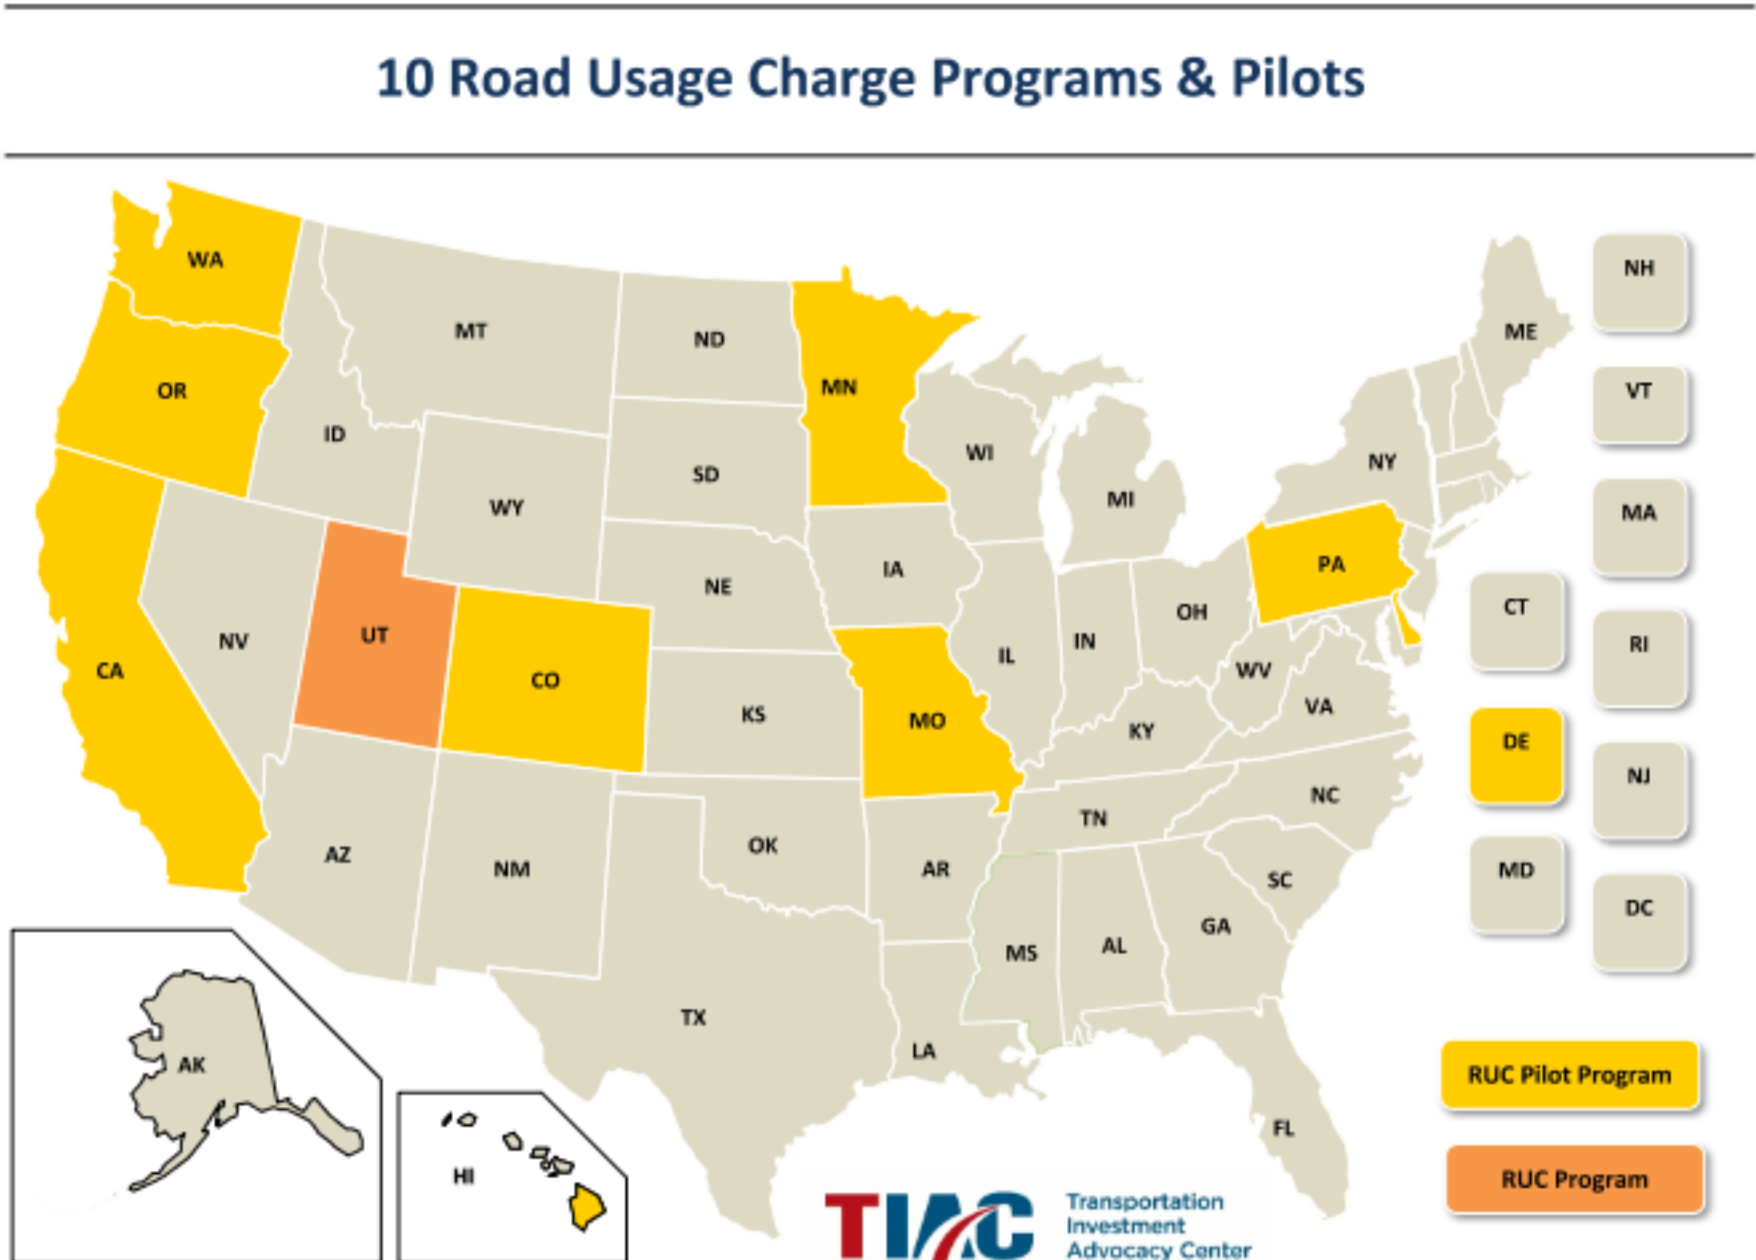 10 Road Usage Charge Programs & Pilots
WA
MT
ND
MN
OR
ID
WY
SD
WI
MI
NY
ME
NH
VT
MA
CT
RI
PA
NV
UT
CO
NE
IA
IL
IN
OH
WV
VA
DE
NJ
CA
KS
MO
KY
NC
TN
MD
DC
AZ
NM
OK
AR
SC
GA
MS
AL
TX
LA
FL
AK
HI
RUC Pilot Program
RUC Program
TIAC
Transportation
Investment
Advocacy Center